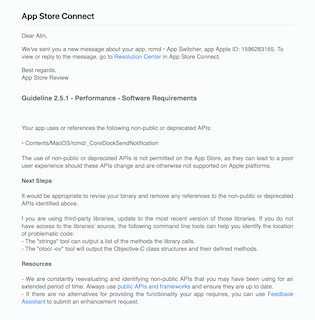 App Store Connect
Dear Alin,
We've sent you a new message about your app, rcmd • App Switcher, app Apple ID: 1596283165. To
view or reply to the message, go to Resolution Center in App Store Connect.
Best regards,
App Store Review
Guideline 2.5.1 - Performance - Software Requirements
Your app uses or references the following non-public or deprecated APIs:
• Contents/MacOS/rcmd/_CoreDockSendNotification
The use of non-public or deprecated APIs is not permitted on the App Store, as they can lead to a poor
user experience should these APIs change and are otherwise not supported on Apple platforms.
Next Steps
It would be appropriate to revise your binary and remove any references to the non-public or deprecated
APIs identified above.
f you are using third-party libraries, update to the most recent version of those libraries. If you do not
have access to the libraries' source, the following command line tools can help you identify the location
of problematic code:
- The "strings" tool can output a list of the methods the library calls.
- The "otool -ov" tool will output the Objective-C class structures and their defined methods.
Resources
- We are constantly reevaluating and identifying non-public APIs that you may have been using for an
extended period of time. Always use public APIs and frameworks and ensure they are up to date.
- If there are no alternatives for providing the functionality your app requires, you can use Feedback
Assistant to submit an enhancement request.